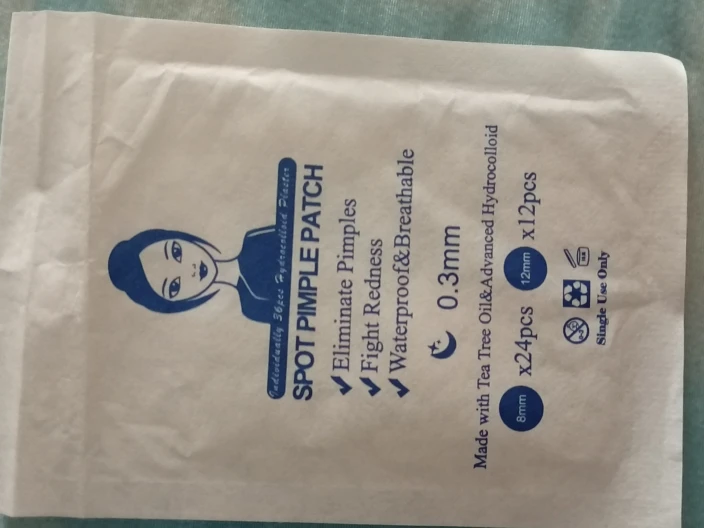 Individually 36pcs Hydrocolloid Plaster
SPOT PIMPLE PATCH
Eliminate Pimples
Fight Redness
Waterproof&Breathable
0.3mm
Made with Tea Tree Oil&Advanced Hydrocolloid
8mm x24pcs 12mm x12pcs
Single Use Only